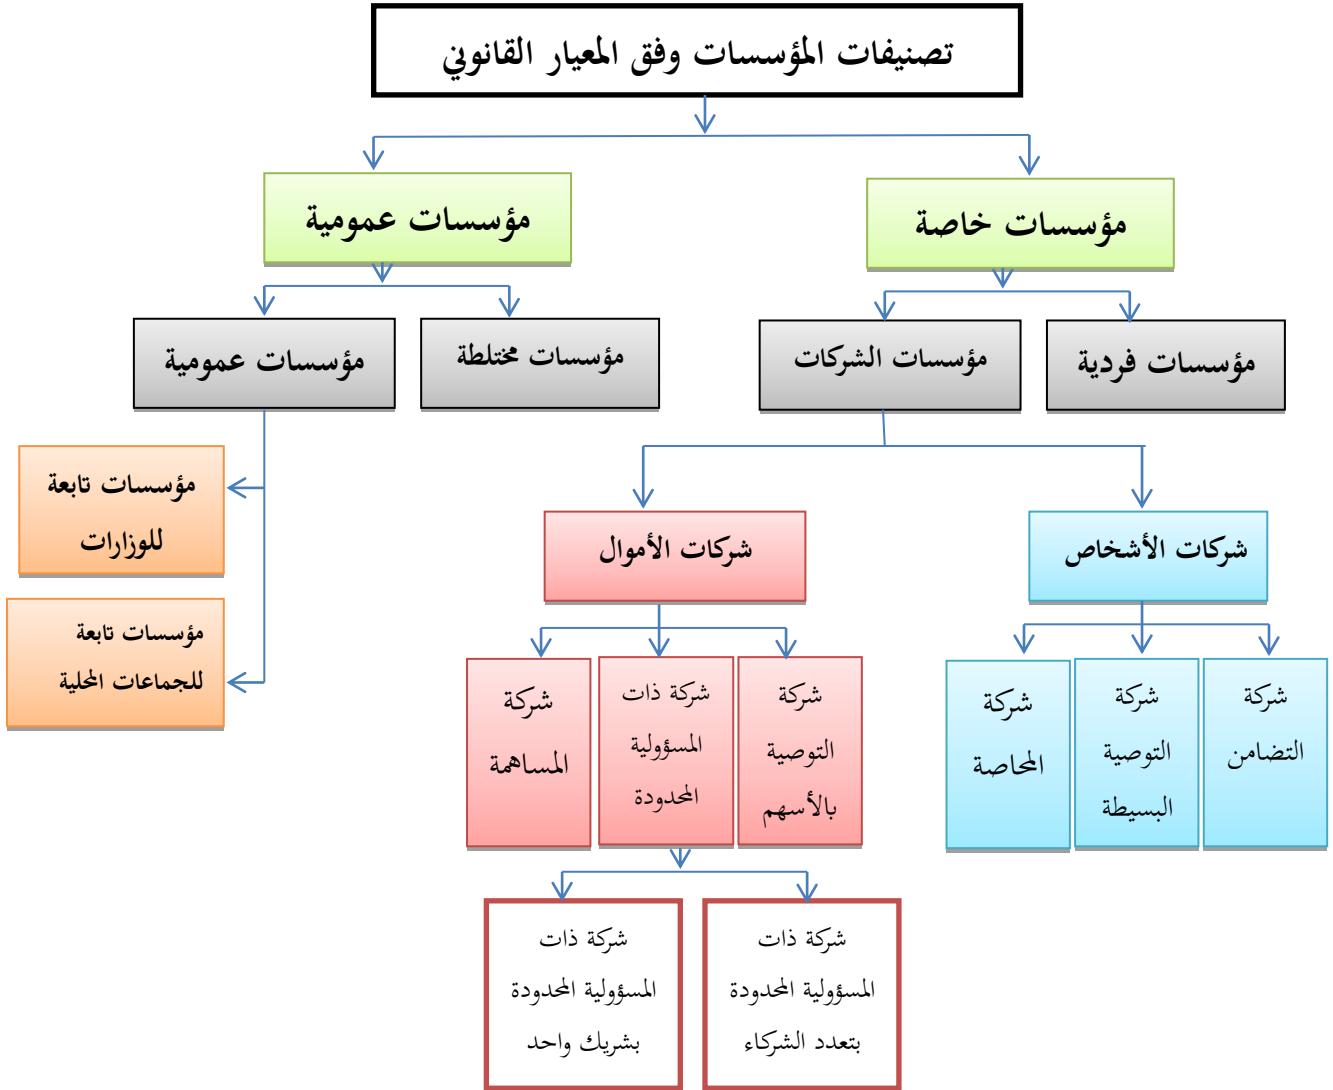 تصنيفات المؤسسات وفق المعيار القانوني
مؤسسات خاصة
مؤسسات عمومية
مؤسسات فردية
مؤسسات الشركات
مؤسسات مختلطة
مؤسسات عمومية
مؤسسات تابعة
للوزارات
مؤسسات تابعة
للجماعات المحلية
شركات الأشخاص
شركات الأموال
شركة
التضامن
شركة
التوصية
البسيطة
شركة
المحاصة
شركة
التوصية
بالأسهم
شركة ذات
المسؤولية
المحدودة
شركة
المساهمة
شركة ذات
المسؤولية المحدودة
بتعدد الشركاء
شركة ذات
المسؤولية المحدودة
بشريك واحد